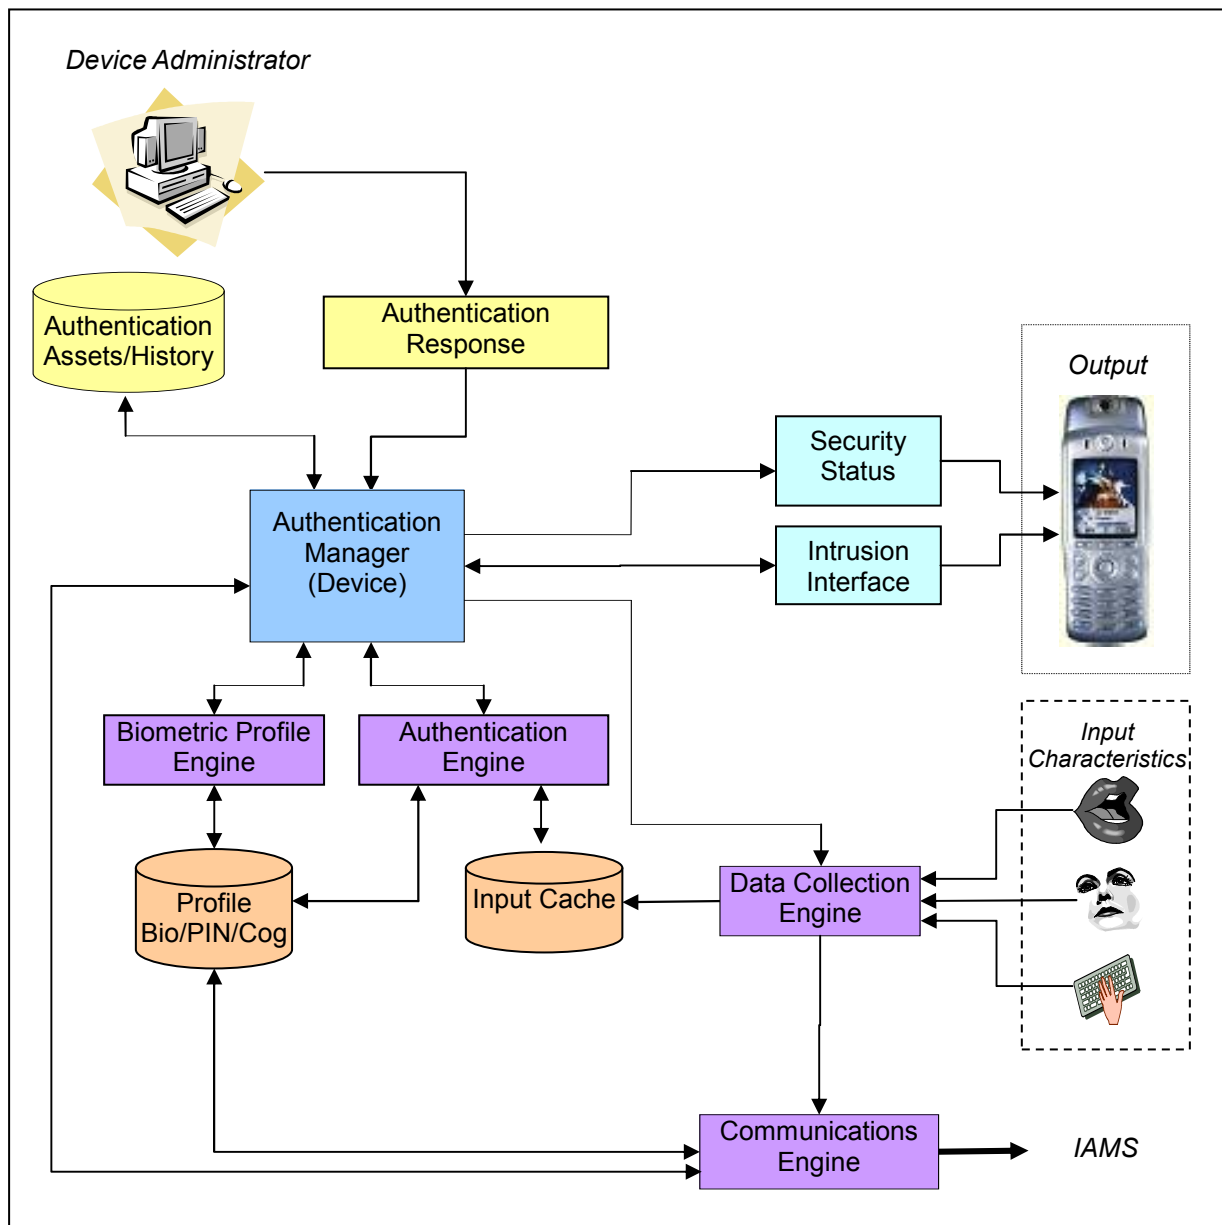 Device Administrator
Authentication
Assets/History
Authentication
Response
Output
Security
Status
Authentication
Manager
(Device)
Intrusion
Interface
Biometric Profile
Engine
Authentication
Engine
Input
Characteristics
Profile
Bio/PIN/Cog
Input Cache
Data Collection
Engine
Communications
Engine
IAMS